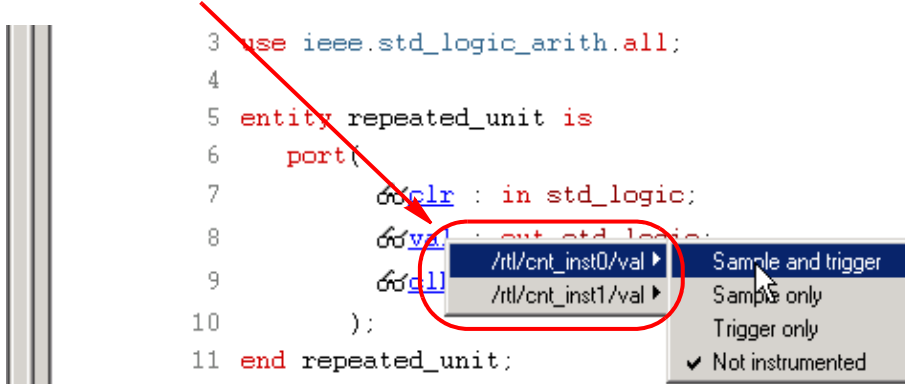 3 use ieee.std_logic_arith.all;
4
5 entity repeated_unit is
6 port(
7 clr : in std_logic;
8 val : out std_logic;
9
10 );
11 end repeated_unit;
/rtl/cnt_inst0/val
/rtl/cnt_inst1/val
Sample and trigger
Sample only
Trigger only
Not instrumented